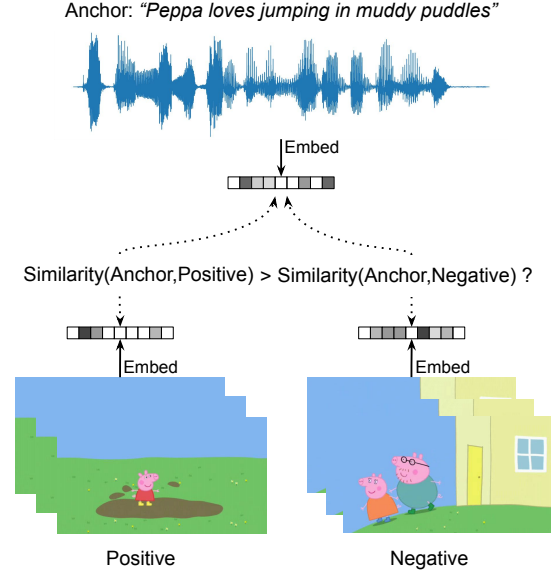 Anchor: “Peppa loves jumping in muddy puddles”
Embed
Similarity(Anchor,Positive) > Similarity(Anchor,Negative) ?
Embed
Embed
Positive
Negative